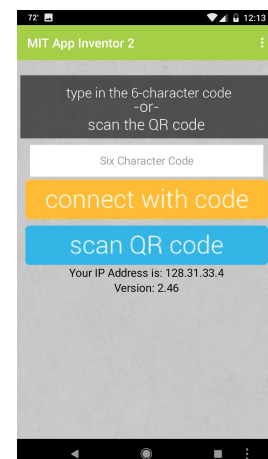 72° 12:13
MIT App Inventor 2
type in the 6-character code
-or-
scan the QR code
Six Character Code
connect with code
scan QR code
Your IP Address is: 128.31.33.4
Version: 2.46